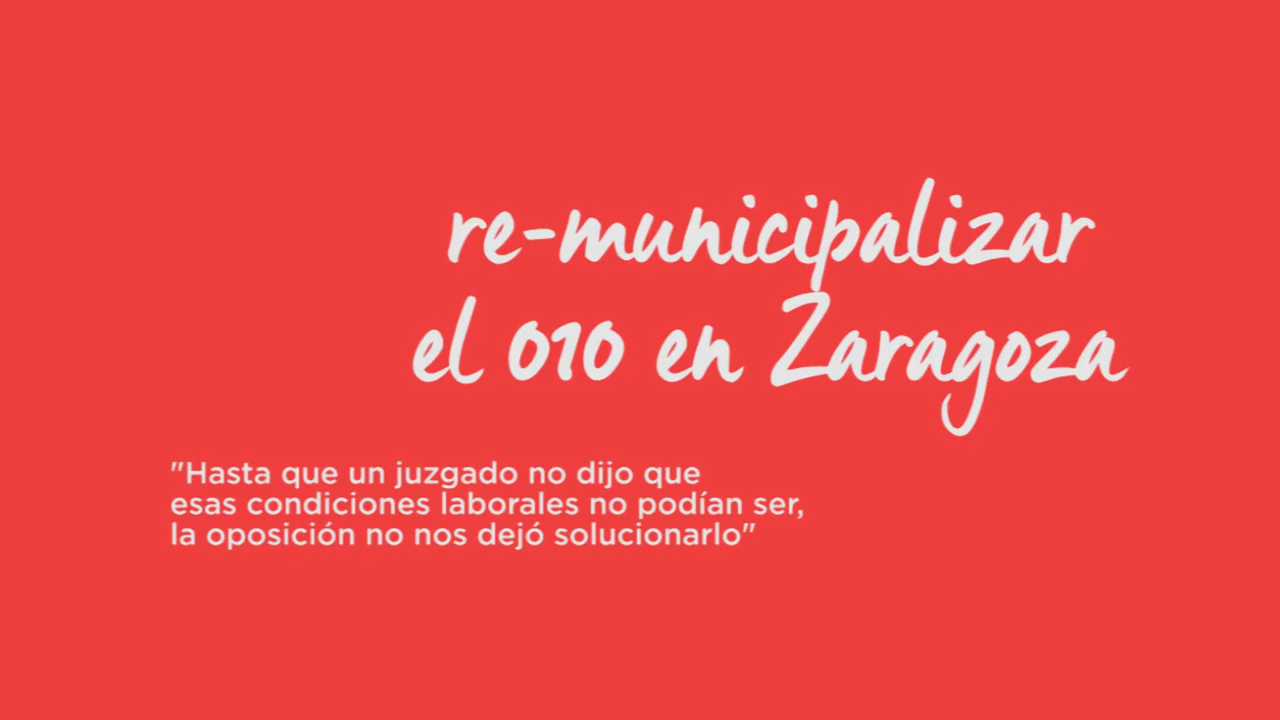 re-municipalizar
el 010 en Zaragoza
"Hasta que un juzgado no dijo que
esas condiciones laborales no podían ser,
la oposición no nos dejó solucionarlo"